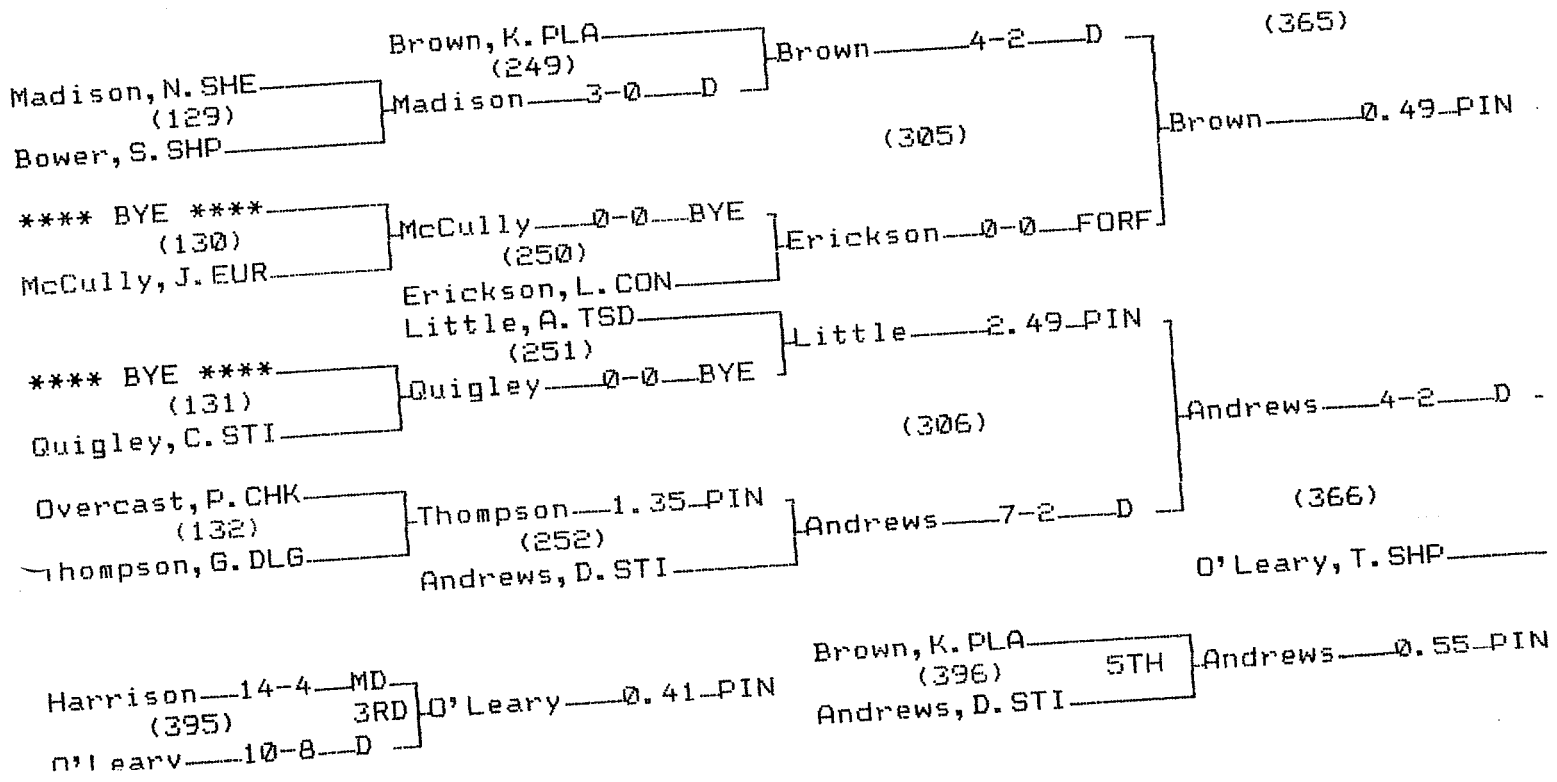 (365)
Brown, K. PLA
(249)
Brown 4-2 D
Madison, N. SHE
(129)
Bower, S. SHP
Madison 3-0 D
(305)
Brown 0.49 PIN
**** BYE ****
(130)
McCully, J. EUR
McCully 0-0 BYE
(250)
Erickson, L. CON
Erickson 0-0 FORF
Little, A. TSD
(251)
Quigley 0-0 BYE
Little 2.49 PIN
**** BYE ****
(131)
Quigley, C. STI
(306)
Andrews 4-2 D
Overcast, P. CHK
(132)
Thompson, G. DLG
Thompson 1.35 PIN
(252)
Andrews, D. STI
Andrews 7-2 D
(366)
O'Leary, T. SHP
Harrison 14-4 MD
(395)
O'Leary 10-8 D
3RD
O'Leary 0.41 PIN
Brown, K. PLA
(396)
Andrews, D. STI
5TH
Andrews 0.55 PIN